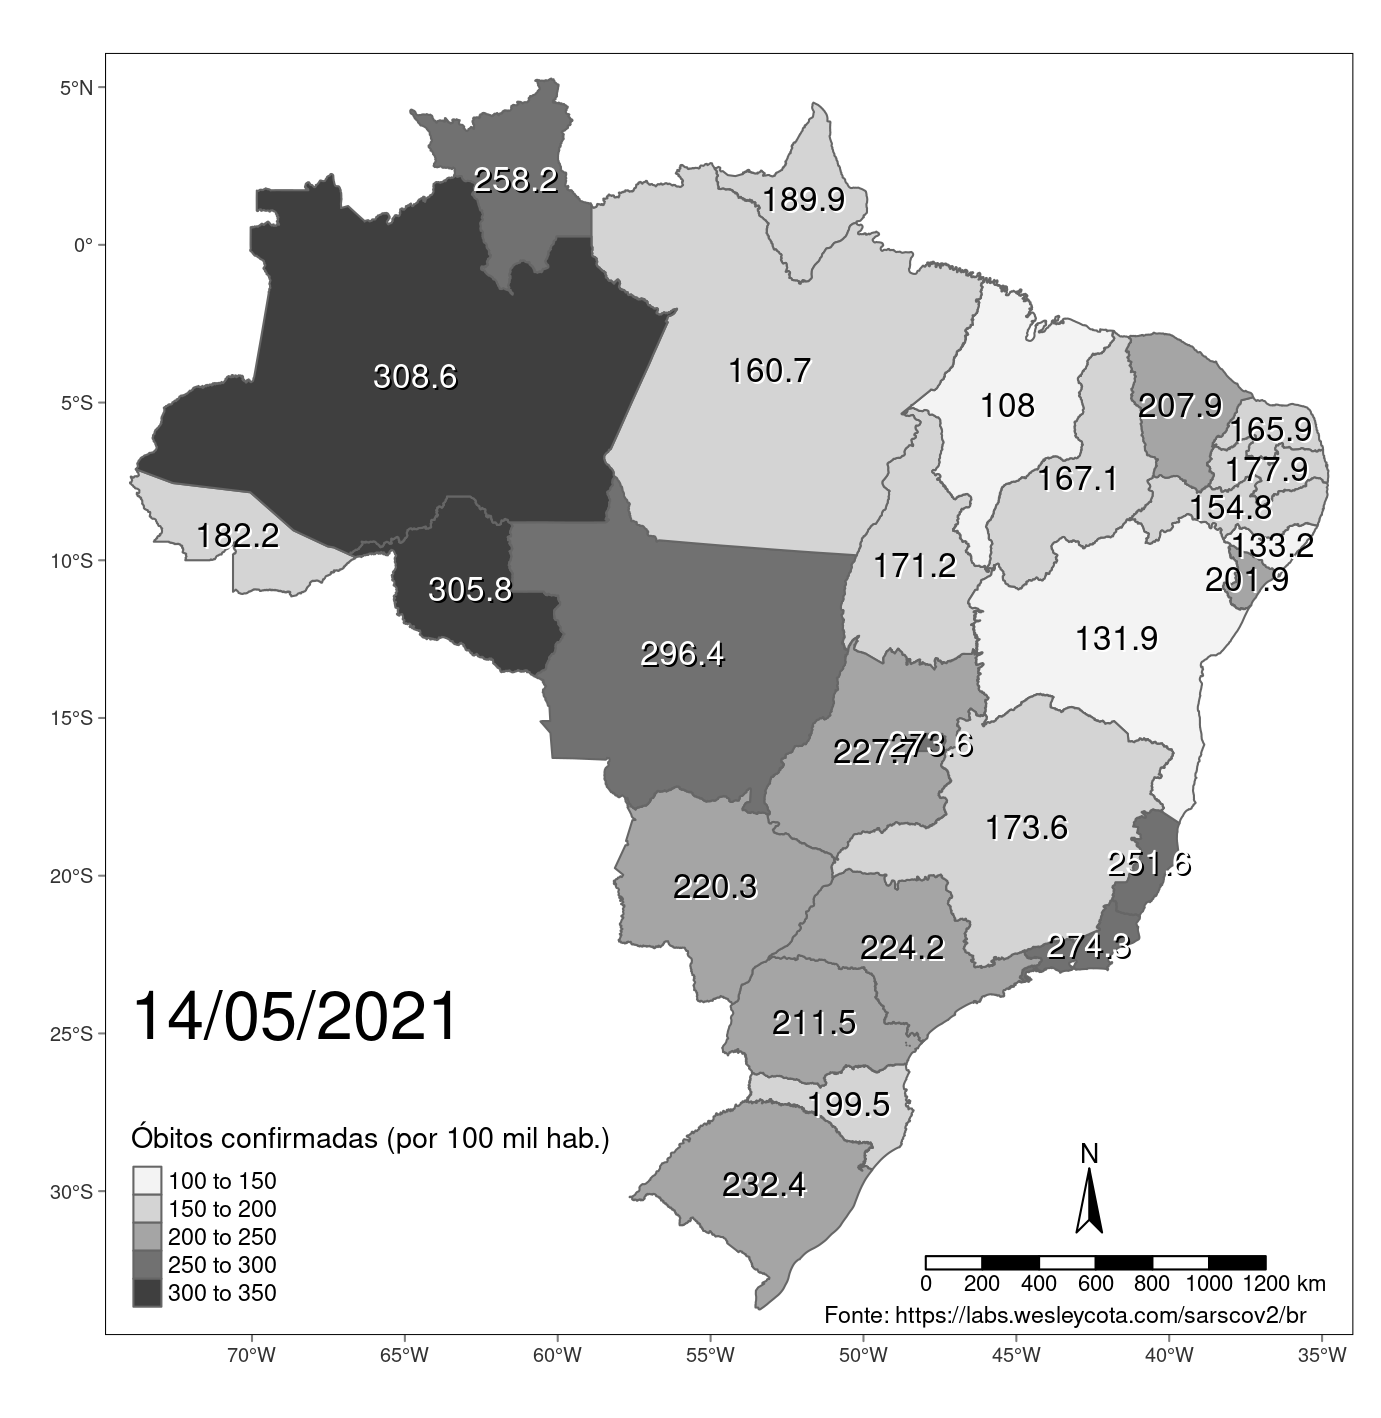 5°N
0°
5°S
10°S
15°S
20°S
25°S
30°S
258.2
189.9
308.6
160.7
108
207.9
165.9
167.1
177.9
154.8
182.2
133.2
171.2
201.9
305.8
131.9
296.4
227.7
273.6
173.6
251.6
220.3
224.2
274.3
211.5
199.5
232.4
14/05/2021
Óbitos confirmadas (por 100 mil hab.)
100 to 150
150 to 200
200 to 250
250 to 300
300 to 350
N
0 200 400 600 800 1000 1200 km
Fonte: https://labs.wesleycota.com/sarscov2/br
70°W 65°W 60°W 55°W 50°W 45°W 40°W 35°W